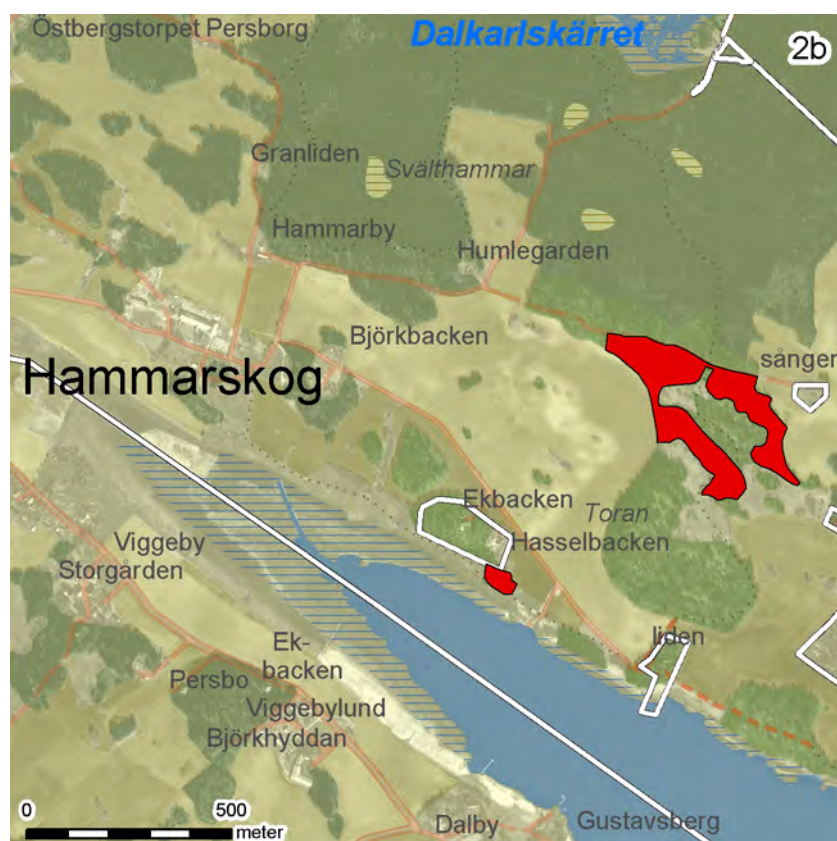 Östbergstorpet Persborg
Dalkarlskärret
2b
Granliden
Svälthammar
Hammarby
Humlegarden
Björkbacken
sånger
Hammarskog
Ekbacken
Toran
Hasselbacken
Viggeby
Storgården
liden
Ek-
backen
Persbo
Viggebylund
Björkhyddan
0 500
meter
Dalby
Gustavsberg